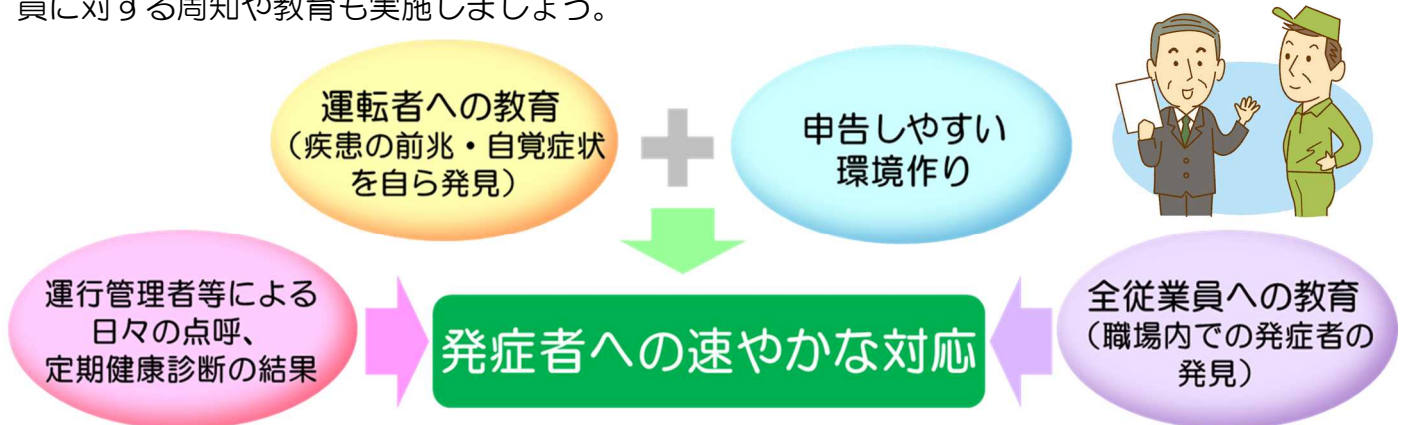 員に対する周知や教育も実施しましょう。
運転者への教育
（疾患の前兆・自覚症状
を自ら発見）
申告しやすい
環境作り
運行管理者等による
日々の点呼、
定期健康診断の結果
発症者への速やかな対応
全従業員への教育
（職場内での発症者の
発見）